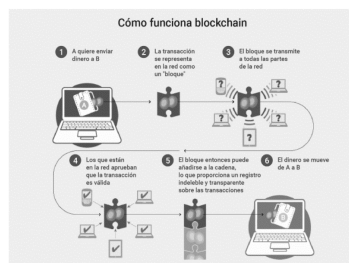 Cómo funciona blockchain
1 A quiere enviar
dinero a B
2 La transacción
se representa
en la red como
un "bloque"
3 El bloque se transmite
a todas las partes
de la red
? ? ? ? ?
4 Los que están
en la red aprueban
que la transacción
es válida
5 El bloque entonces puede
añadirse a la cadena,
lo que proporciona un registro
indeleble y transparente
sobre las transacciones
6 El dinero se mueve
de A a B